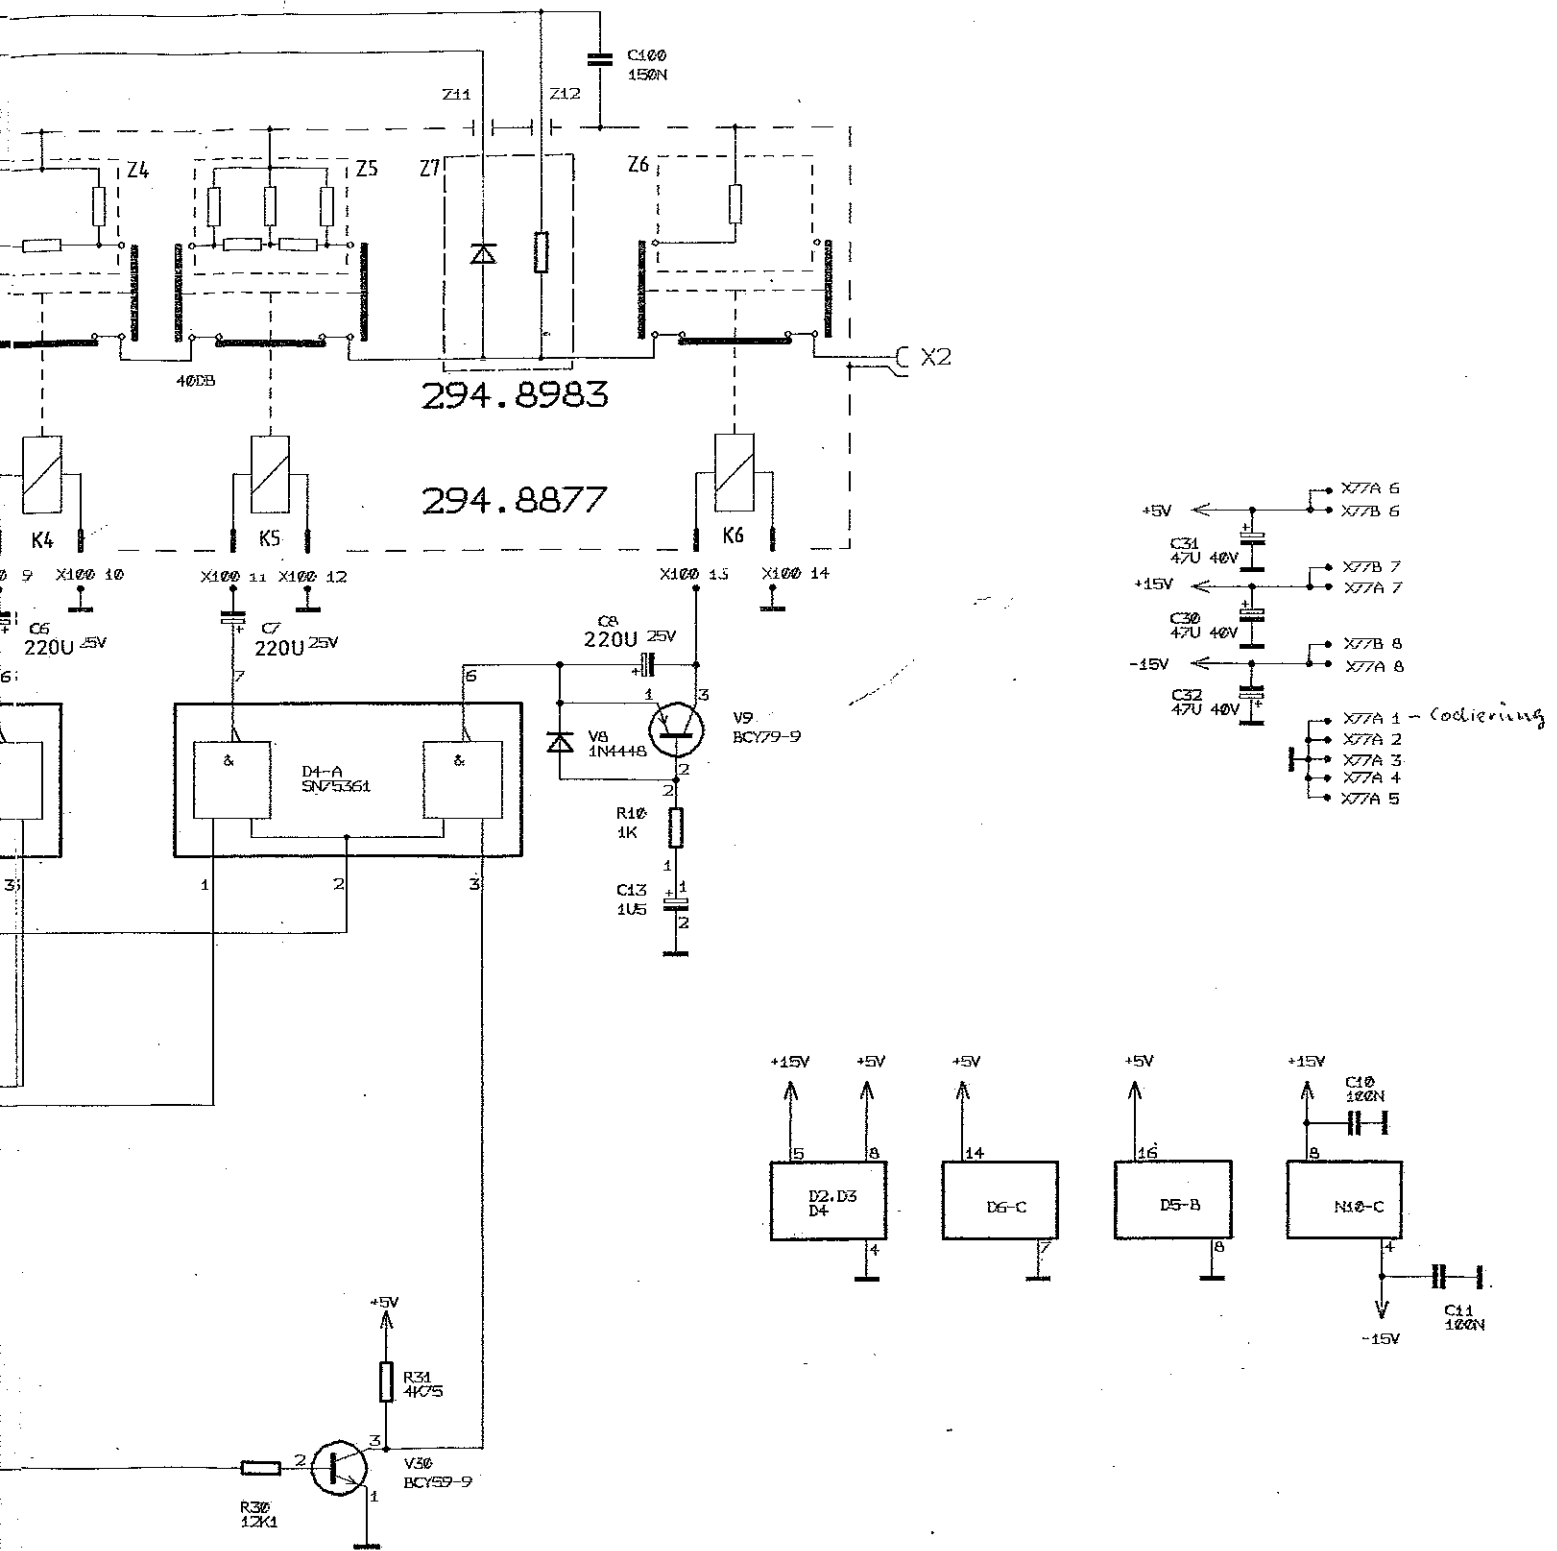 C100
150N
Z11
Z12
Z4
Z5
Z7
Z6
40DB
294.8983
X2
294.8877
K4
K5
K6
9 X100 10
X100 11 X100 12
X100 13
X100 14
C6
220U 25V
C7
220U 25V
C8
220U 25V
6
7
6
1
3
V9
BCY79-9
V8
1N4448
2
2
&
&
D4-A
SN75361
R10
1K
1
C13
1U5
+
1
2
3
1
2
3
+5V
X77A 6
X77B 6
C31
47U 40V
+15V
X77B 7
X77A 7
C30
47U 40V
-15V
X77B 8
X77A 8
C32
47U 40V
X77A 1 - Codierung
X77A 2
X77A 3
X77A 4
X77A 5
+15V
+5V
+5V
+5V
+15V
C10
100N
5
8
14
16
8
D2.D3
D4
D6-C
D5-B
N10-C
4
7
8
4
C11
100N
-15V
+5V
R31
4K75
3
2
V30
BCY59-9
1
R30
12K1